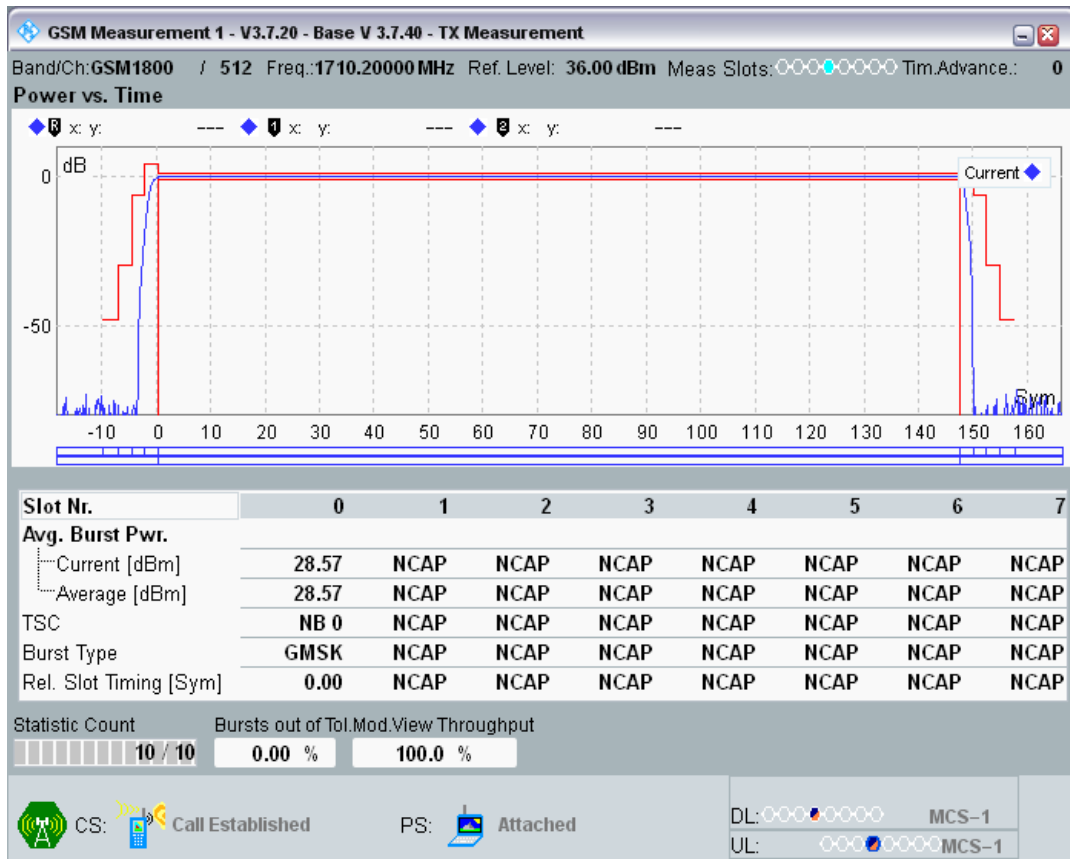 GSM Measurement 1 - V3.7.20 - Base V 3.7.40 - TX Measurement
Band/Ch:GSM1800 / 512 Freq.:1710.20000 MHz Ref. Level: 36.00 dBm Meas Slots: Tim.Advance.: 0
Power vs. Time
R x: y: --- 1 x: y: --- 2 x: y: ---
dB
Current
0
-50
Sym
-10 0 10 20 30 40 50 60 70 80 90 100 110 120 130 140 150 160
Slot Nr. 0 1 2 3 4 5 6 7
Avg. Burst Pwr.
Current [dBm] 28.57 NCAP NCAP NCAP NCAP NCAP NCAP NCAP
Average [dBm] 28.57 NCAP NCAP NCAP NCAP NCAP NCAP NCAP
TSC NB 0 NCAP NCAP NCAP NCAP NCAP NCAP NCAP
Burst Type GMSK NCAP NCAP NCAP NCAP NCAP NCAP NCAP
Rel. Slot Timing [Sym] 0.00 NCAP NCAP NCAP NCAP NCAP NCAP NCAP
Statistic Count Bursts out of Tol. Mod.View Throughput
10 / 10 0.00 % 100.0 %
CS: Call Established PS: Attached DL: MCS-1
UL: MCS-1